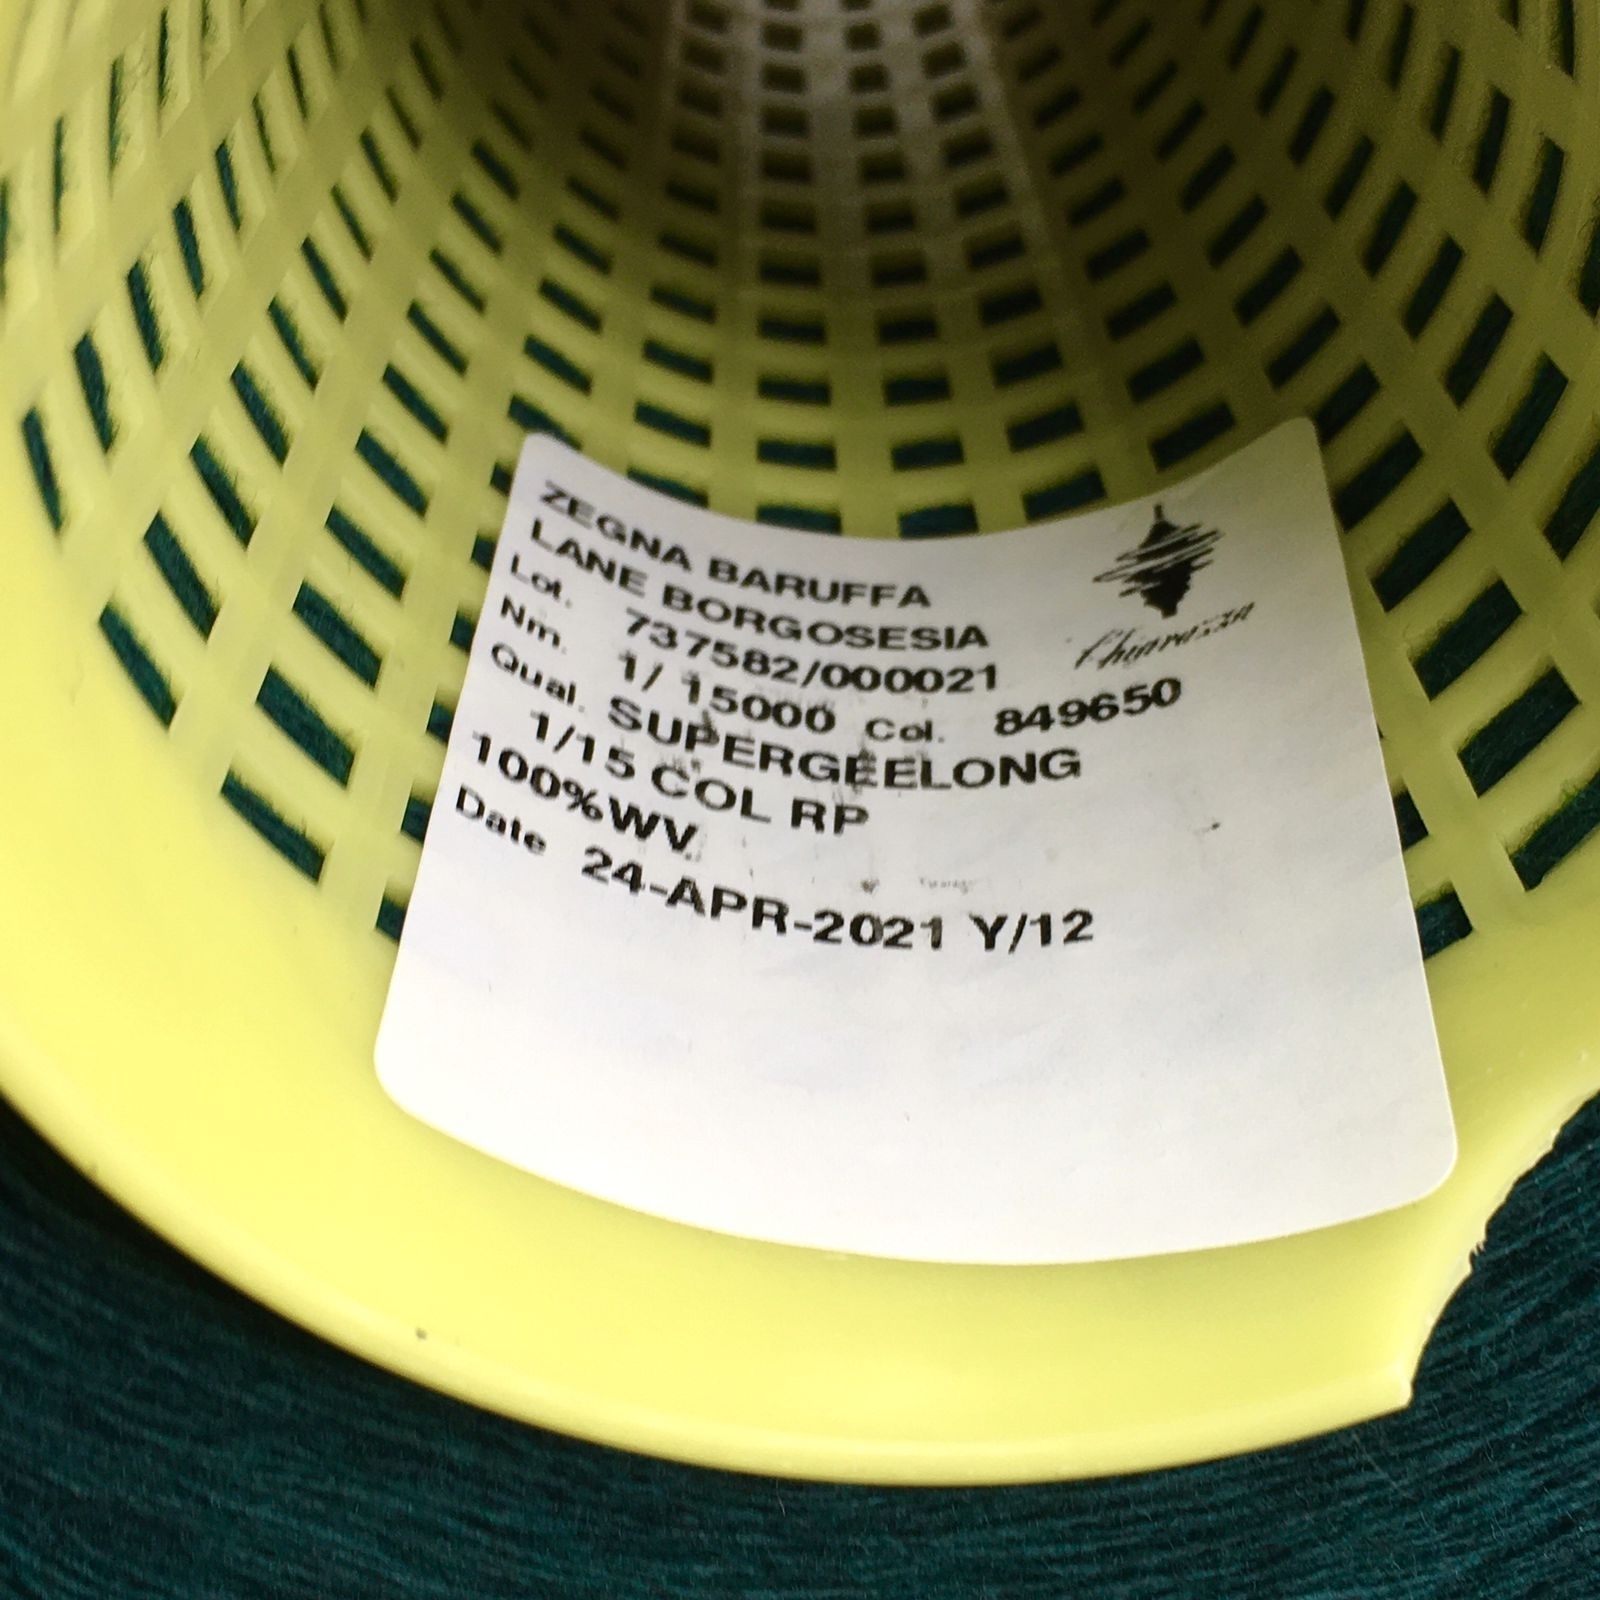 ZEGNA BARUFFA
LANE BORGOSESIA
Chiavazza
Lot. 737582/000021
Nm. 1/ 15000 Col. 849650
Qual. SUPERGEELONG
1/15 COL RP
100%WV
Date 24-APR-2021 Y/12